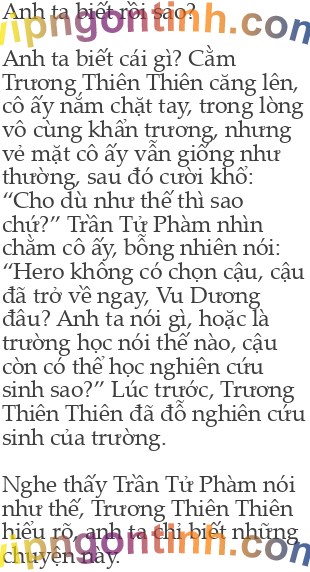 Anh ta biết rồi sao?
vipngontinh.com
Anh ta biết cái gì? Cằm
Trương Thiên Thiên căng lên,
cô ấy nắm chặt tay, trong lòng
vô cùng khẩn trương, nhưng
vẻ mặt cô ấy vẫn giống như
thường, sau đó cười khổ:
“Cho dù như thế thì sao
chứ?” Trần Tử Phàm nhìn
chằm cô ấy, bỗng nhiên nói:
“Hero không có chọn cậu, cậu
đã trở về ngay, Vu Dương
đâu? Anh ta nói gì, hoặc là
trường học nói thế nào, cậu
còn có thể học nghiên cứu
sinh sao?” Lúc trước, Trương
Thiên Thiên đã đỗ nghiên cứu
sinh của trường.
Nghe thấy Trần Tử Phàm nói
như thế, Trương Thiên Thiên
hiểu rõ, anh ta chỉ biết những
chuyện này.
vipngontinh.com